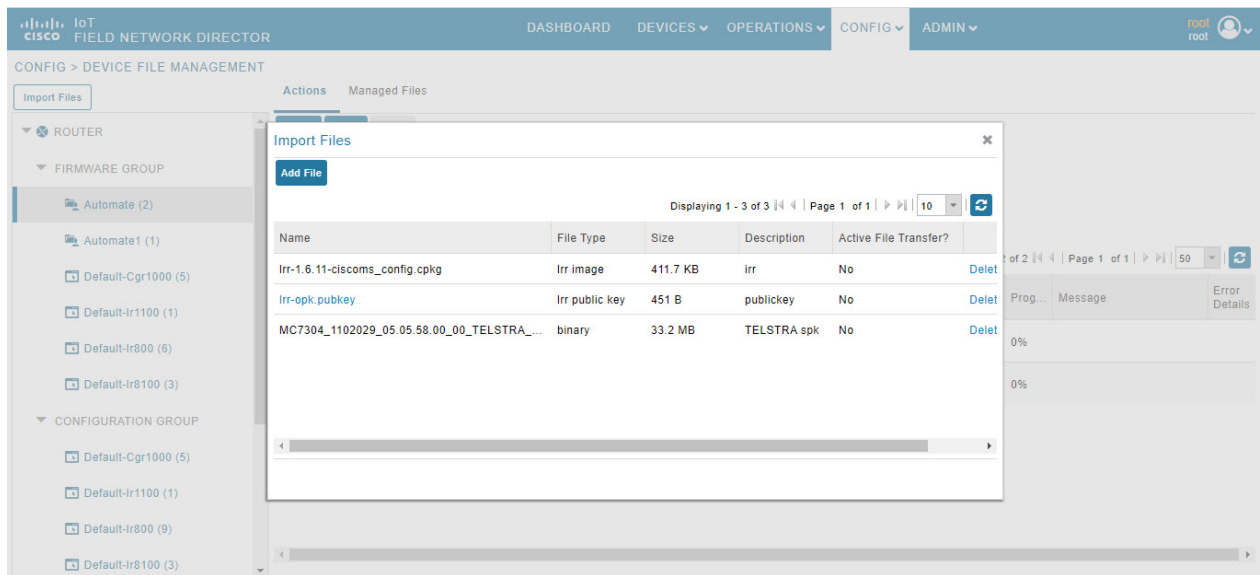 IoT
CISCO FIELD NETWORK DIRECTOR
DASHBOARD DEVICES OPERATIONS CONFIG ADMIN
root
root
CONFIG > DEVICE FILE MANAGEMENT
Import Files
Actions Managed Files
ROUTER
FIRMWARE GROUP
Automate (2)
Automate1 (1)
Default-Cgr1000 (5)
Default-Ir1100 (1)
Default-Ir800 (6)
Default-Ir8100 (3)
CONFIGURATION GROUP
Default-Cgr1000 (5)
Default-Ir1100 (1)
Default-Ir800 (9)
Default-Ir8100 (3)
Import Files
Add File
Displaying 1 - 3 of 3 Page 1 of 1 10
Name File Type Size Description Active File Transfer?
lrr-1.6.11-ciscoms_config.cpkg lrr image 411.7 KB irr No Delet
lrr-opk.pubkey lrr public key 451 B publickey No Delet
MC7304_1102029_05.05.58.00_00_TELSTRA_... binary 33.2 MB TELSTRA spk No Delet
of 2 Page 1 of 1 50
Prog... Message Error Details
0%
0%